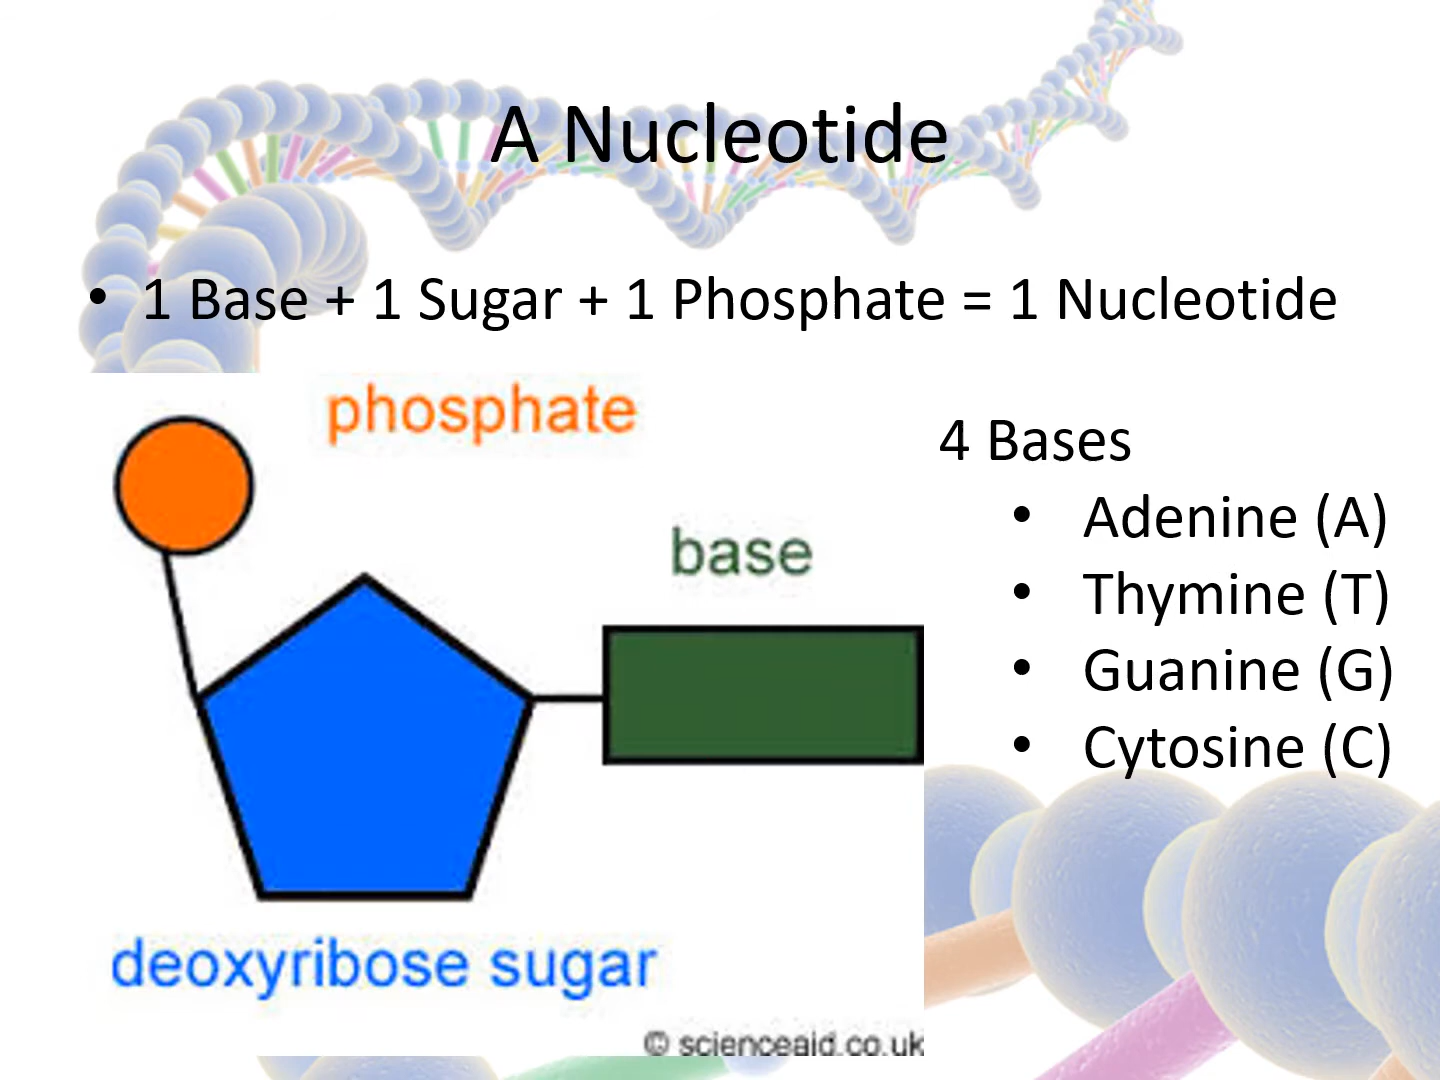 A Nucleotide
• 1 Base + 1 Sugar + 1 Phosphate = 1 Nucleotide
phosphate
base
deoxyribose sugar
© scienceaid.co.uk
4 Bases
• Adenine (A)
• Thymine (T)
• Guanine (G)
• Cytosine (C)